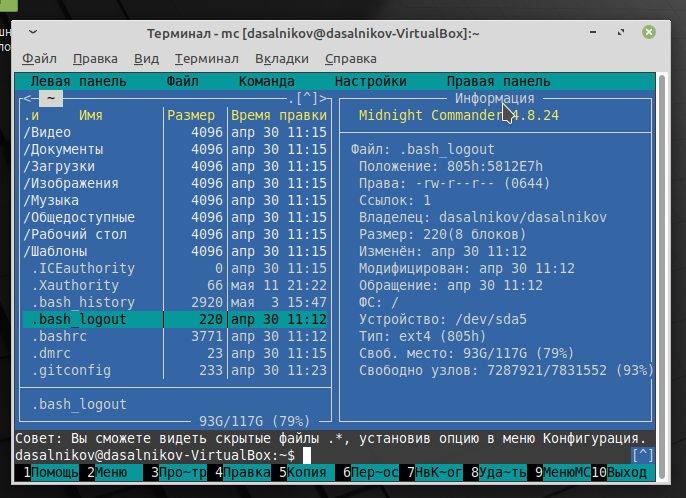 Терминал - mc [dasalnikov@dasalnikov-VirtualBox]:~
Файл Правка Вид Терминал Вкладки Справка
Левая панель Файл Команда Настройки Правая панель
<─ ~ .[^]>
.и Имя Размер Время правки
/Видео 4096 апр 30 11:15
/Документы 4096 апр 30 11:15
/Загрузки 4096 апр 30 11:15
/Изображения 4096 апр 30 11:15
/Музыка 4096 апр 30 11:15
/Общедоступные 4096 апр 30 11:15
/Рабочий стол 4096 апр 30 11:15
/Шаблоны 4096 апр 30 11:15
.ICEauthority 0 апр 30 11:15
.Xauthority 66 мая 11 21:22
.bash_history 2920 мая 3 15:47
.bash_logout 220 апр 30 11:12
.bashrc 3771 апр 30 11:12
.dmrc 23 апр 30 11:15
.gitconfig 233 апр 30 11:23
.bash_logout
93G/117G (79%)
Информация
Midnight Commander 4.8.24
Файл: .bash_logout
Положение: 805h:5812E7h
Права: -rw-r--r-- (0644)
Ссылок: 1
Владелец: dasalnikov/dasalnikov
Размер: 220(8 блоков)
Изменён: апр 30 11:12
Модифицирован: апр 30 11:12
Обращение: апр 30 11:12
ФС: /
Устройство: /dev/sda5
Тип: ext4 (805h)
Своб. место: 93G/117G (79%)
Свободно узлов: 7287921/7831552 (93%)
Совет: Вы сможете видеть скрытые файлы .*, установив опцию в меню Конфигурация.
dasalnikov@dasalnikov-VirtualBox:~$ [^]
1Помощь 2Меню 3Про~тр 4Правка 5Копия 6Пер~ос 7НвК~ог 8Уда~ть 9МенюMC 10Выход